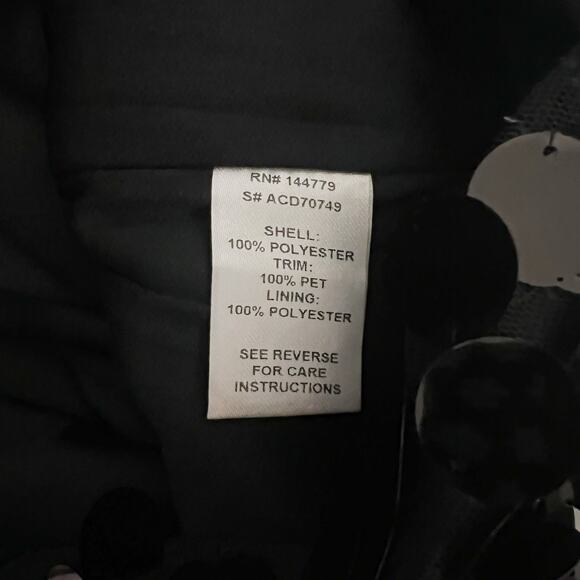 RN# 144779
S# ACD70749
SHELL:
100% POLYESTER
TRIM:
100% PET
LINING:
100% POLYESTER
SEE REVERSE
FOR CARE
INSTRUCTIONS